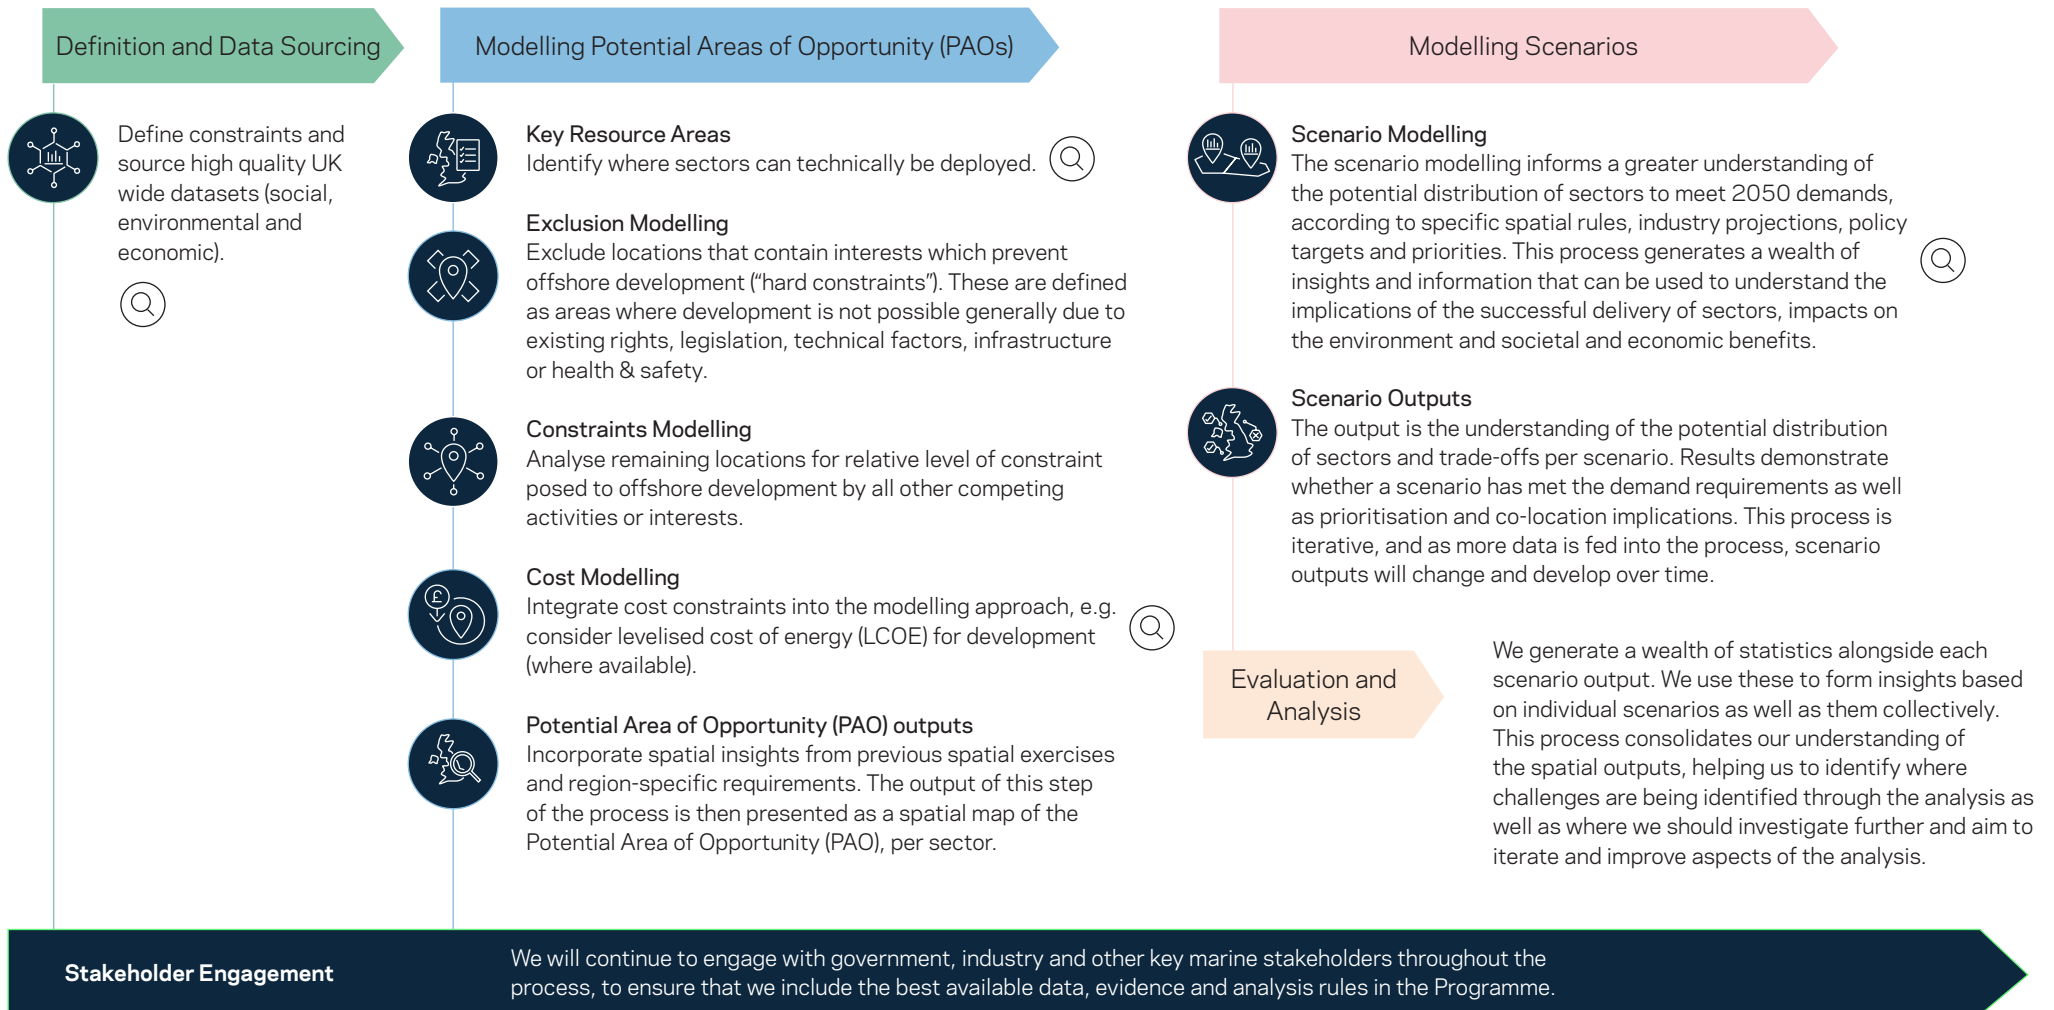 Definition and Data Sourcing
Define constraints and
source high quality UK
wide datasets (social,
environmental and
economic).
Modelling Potential Areas of Opportunity (PAOs)
Key Resource Areas
Identify where sectors can technically be deployed.
Exclusion Modelling
Exclude locations that contain interests which prevent
offshore development (“hard constraints”). These are defined
as areas where development is not possible generally due to
existing rights, legislation, technical factors, infrastructure
or health & safety.
Constraints Modelling
Analyse remaining locations for relative level of constraint
posed to offshore development by all other competing
activities or interests.
£
Cost Modelling
Integrate cost constraints into the modelling approach, e.g.
consider levelised cost of energy (LCOE) for development
(where available).
Potential Area of Opportunity (PAO) outputs
Incorporate spatial insights from previous spatial exercises
and region-specific requirements. The output of this step
of the process is then presented as a spatial map of the
Potential Area of Opportunity (PAO), per sector.
Modelling Scenarios
Scenario Modelling
The scenario modelling informs a greater understanding of
the potential distribution of sectors to meet 2050 demands,
according to specific spatial rules, industry projections, policy
targets and priorities. This process generates a wealth of
insights and information that can be used to understand the
implications of the successful delivery of sectors, impacts on
the environment and societal and economic benefits.
Scenario Outputs
The output is the understanding of the potential distribution
of sectors and trade-offs per scenario. Results demonstrate
whether a scenario has met the demand requirements as well
as prioritisation and co-location implications. This process is
iterative, and as more data is fed into the process, scenario
outputs will change and develop over time.
Evaluation and
Analysis
We generate a wealth of statistics alongside each
scenario output. We use these to form insights based
on individual scenarios as well as them collectively.
This process consolidates our understanding of
the spatial outputs, helping us to identify where
challenges are being identified through the analysis as
well as where we should investigate further and aim to
iterate and improve aspects of the analysis.
Stakeholder Engagement
We will continue to engage with government, industry and other key marine stakeholders throughout the
process, to ensure that we include the best available data, evidence and analysis rules in the Programme.